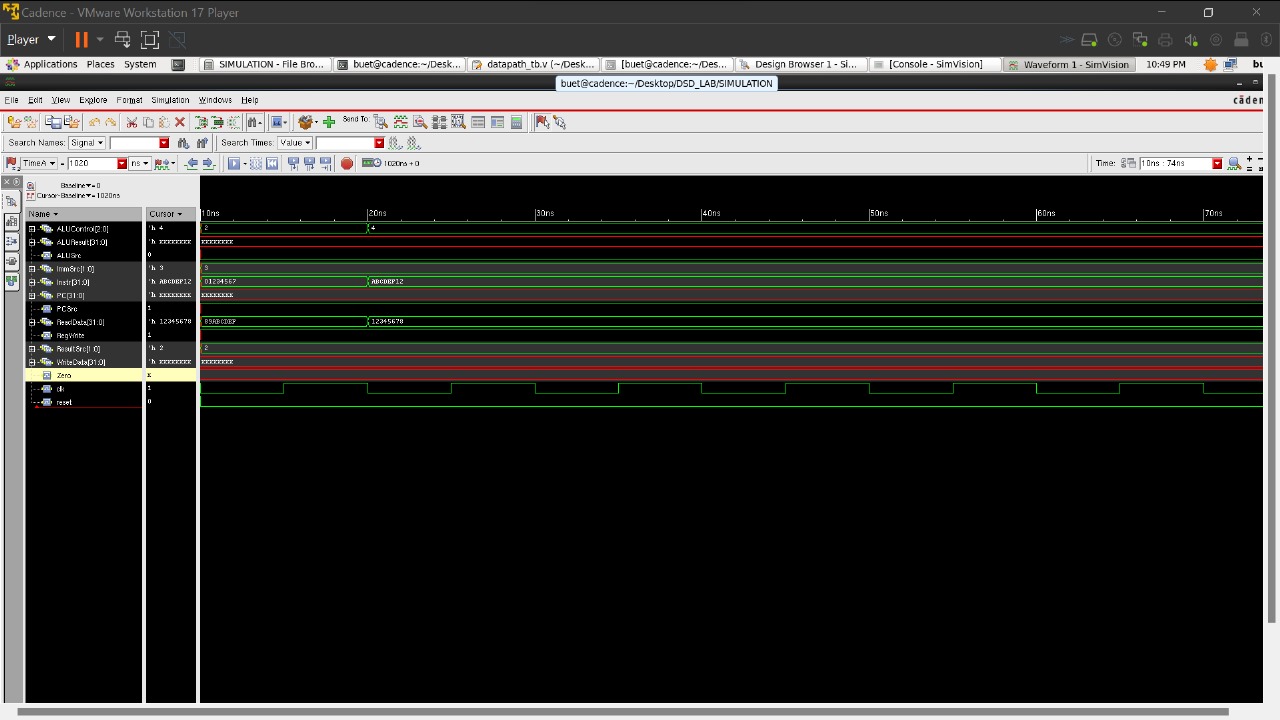 Cadence - VMware Workstation 17 Player
Player
Applications Places System SIMULATION - File Bro... buet@cadence:~/Desk... datapath_tb.v (~/Desk... [buet@cadence:~/Des... Design Browser 1 - Si... [Console - SimVision] Waveform 1 - SimVision 10:49 PM bu
buet@cadence:~/Desktop/DSD_LAB/SIMULATION
File Edit View Explore Format Simulation Windows Help cāden
Send To:
Search Names: Signal Search Times: Value
TimeA = 1020 ns 1020ns + 0 Time: 10ns : 74ns
Baseline = 0
Cursor-Baseline = 1020ns
Name Cursor 10ns 20ns 30ns 40ns 50ns 60ns 70ns
ALUControl[2:0] 'h 4 2 4
ALUResult[31:0] 'h xxxxxxxx xxxxxxxx
ALUSrc 0
ImmSrc[1:0] 'h 3 3
Instr[31:0] 'h ABCDEF12 01234567 ABCDEF12
PC[31:0] 'h xxxxxxxx xxxxxxxx
PCSrc 1
ReadData[31:0] 'h 12345678 89ABCDEF 12345678
RegWrite 1
ResultSrc[1:0] 'h 2 2
WriteData[31:0] 'h xxxxxxxx xxxxxxxx
Zero x
clk 1
reset 0